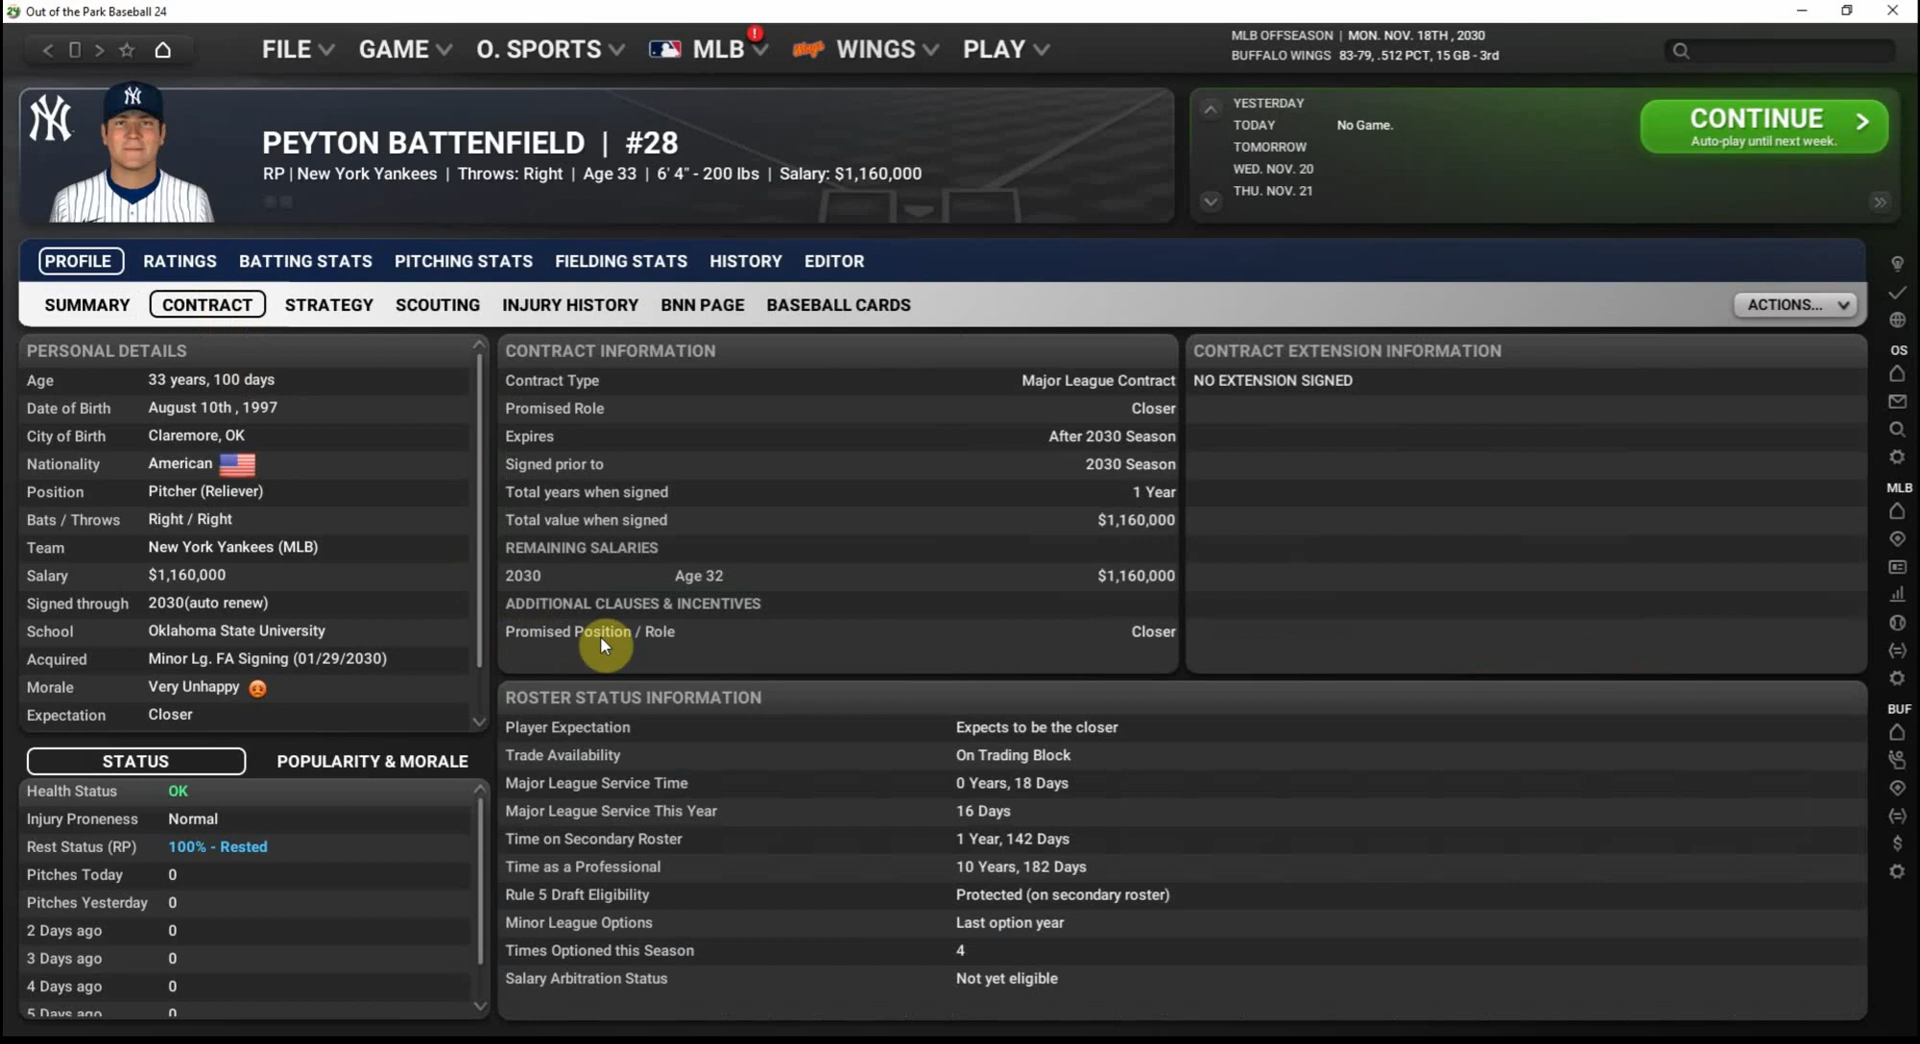 Out of the Park Baseball 24
FILE GAME O. SPORTS MLB ! WINGS PLAY
MLB OFFSEASON | MON. NOV. 18TH , 2030
BUFFALO WINGS 83-79, .512 PCT, 15 GB - 3rd
PEYTON BATTENFIELD | #28
RP | New York Yankees | Throws: Right | Age 33 | 6' 4" - 200 lbs | Salary: $1,160,000
YESTERDAY
TODAY No Game.
TOMORROW
WED. NOV. 20
THU. NOV. 21
CONTINUE
Auto-play until next week.
PROFILE RATINGS BATTING STATS PITCHING STATS FIELDING STATS HISTORY EDITOR
SUMMARY CONTRACT STRATEGY SCOUTING INJURY HISTORY BNN PAGE BASEBALL CARDS ACTIONS...
PERSONAL DETAILS
Age 33 years, 100 days
Date of Birth August 10th , 1997
City of Birth Claremore, OK
Nationality American
Position Pitcher (Reliever)
Bats / Throws Right / Right
Team New York Yankees (MLB)
Salary $1,160,000
Signed through 2030(auto renew)
School Oklahoma State University
Acquired Minor Lg. FA Signing (01/29/2030)
Morale Very Unhappy
Expectation Closer
STATUS POPULARITY & MORALE
Health Status OK
Injury Proneness Normal
Rest Status (RP) 100% - Rested
Pitches Today 0
Pitches Yesterday 0
2 Days ago 0
3 Days ago 0
4 Days ago 0
5 Days ago 0
CONTRACT INFORMATION
Contract Type Major League Contract
Promised Role Closer
Expires After 2030 Season
Signed prior to 2030 Season
Total years when signed 1 Year
Total value when signed $1,160,000
REMAINING SALARIES
2030 Age 32 $1,160,000
ADDITIONAL CLAUSES & INCENTIVES
Promised Position / Role Closer
CONTRACT EXTENSION INFORMATION
NO EXTENSION SIGNED
ROSTER STATUS INFORMATION
Player Expectation Expects to be the closer
Trade Availability On Trading Block
Major League Service Time 0 Years, 18 Days
Major League Service This Year 16 Days
Time on Secondary Roster 1 Year, 142 Days
Time as a Professional 10 Years, 182 Days
Rule 5 Draft Eligibility Protected (on secondary roster)
Minor League Options Last option year
Times Optioned this Season 4
Salary Arbitration Status Not yet eligible
OS
MLB
BUF